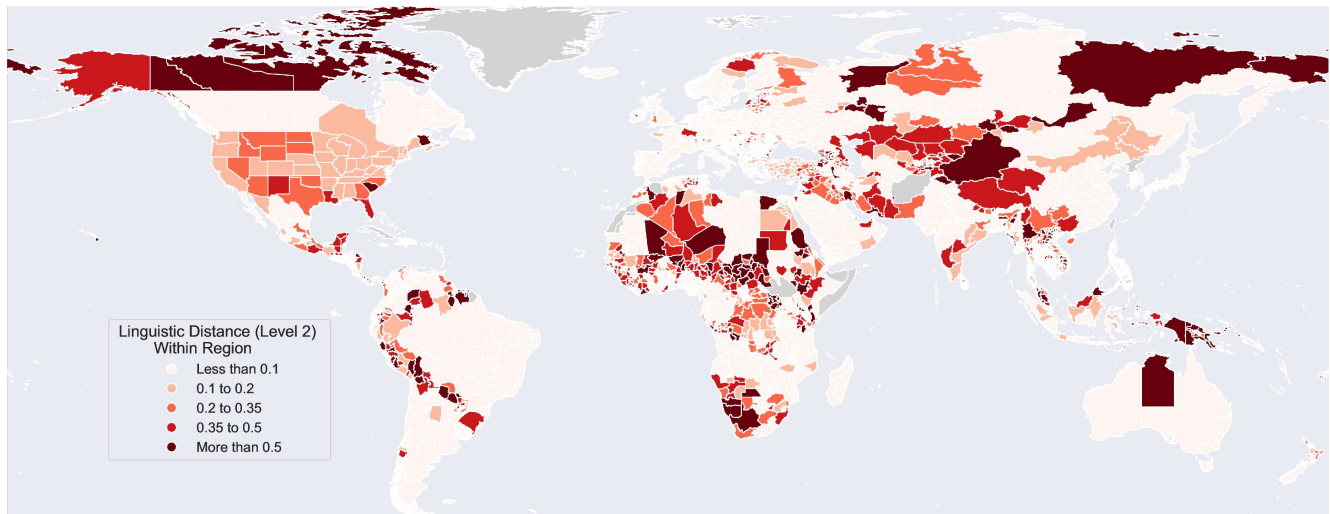 Linguistic Distance (Level 2)
Within Region
Less than 0.1
0.1 to 0.2
0.2 to 0.35
0.35 to 0.5
More than 0.5